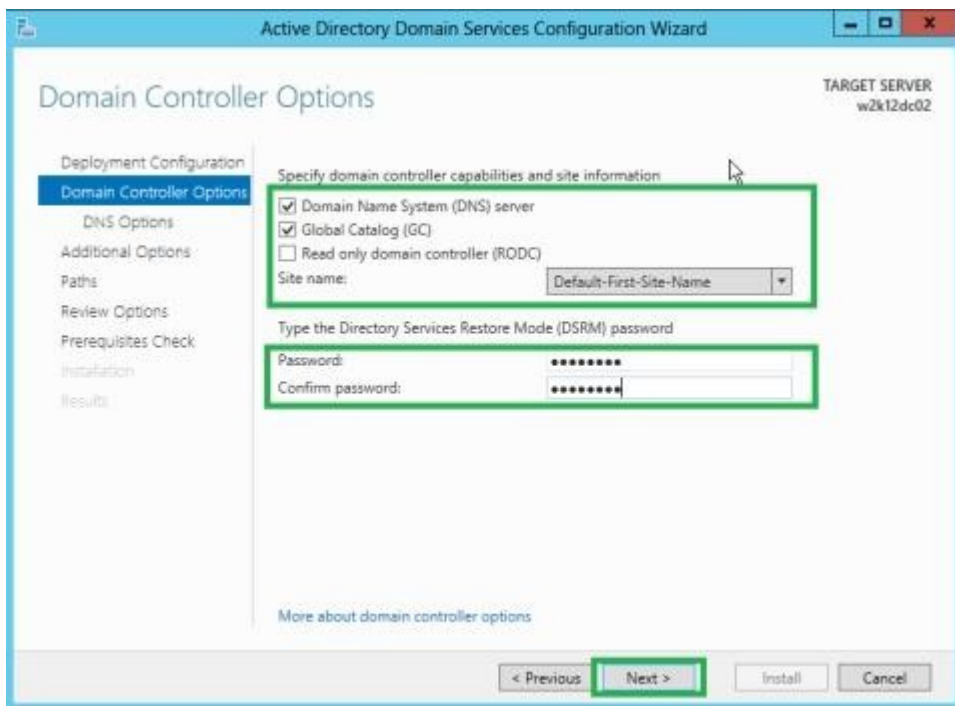 Active Directory Domain Services Configuration Wizard
Domain Controller Options
TARGET SERVER
w2k12dc02
Deployment Configuration
Domain Controller Options
DNS Options
Additional Options
Paths
Review Options
Prerequisites Check
Installation
Results
Specify domain controller capabilities and site information
Domain Name System (DNS) server
Global Catalog (GC)
Read only domain controller (RODC)
Site name: Default-First-Site-Name
Type the Directory Services Restore Mode (DSRM) password
Password: ••••••••
Confirm password: ••••••••
More about domain controller options
< Previous Next > Install Cancel